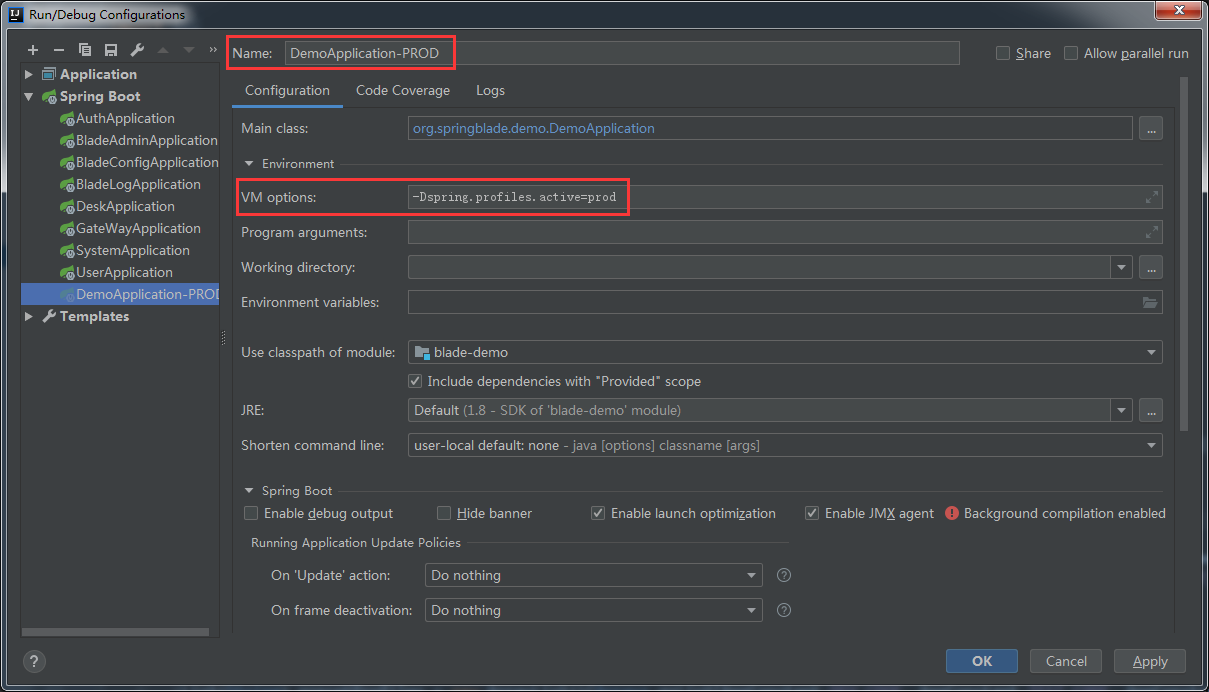 Run/Debug Configurations
Name: DemoApplication-PROD
Share
Allow parallel run
Application
Spring Boot
AuthApplication
BladeAdminApplication
BladeConfigApplication
BladeLogApplication
DeskApplication
GateWayApplication
SystemApplication
UserApplication
DemoApplication-PROD
Templates
Configuration Code Coverage Logs
Main class: org.springblade.demo.DemoApplication ...
Environment
VM options: -Dspring.profiles.active=prod
Program arguments:
Working directory: ...
Environment variables:
Use classpath of module: blade-demo
Include dependencies with "Provided" scope
JRE: Default (1.8 - SDK of 'blade-demo' module) ...
Shorten command line: user-local default: none - java [options] classname [args]
Spring Boot
Enable debug output Hide banner Enable launch optimization Enable JMX agent Background compilation enabled
Running Application Update Policies
On 'Update' action: Do nothing ?
On frame deactivation: Do nothing ?
? OK Cancel Apply